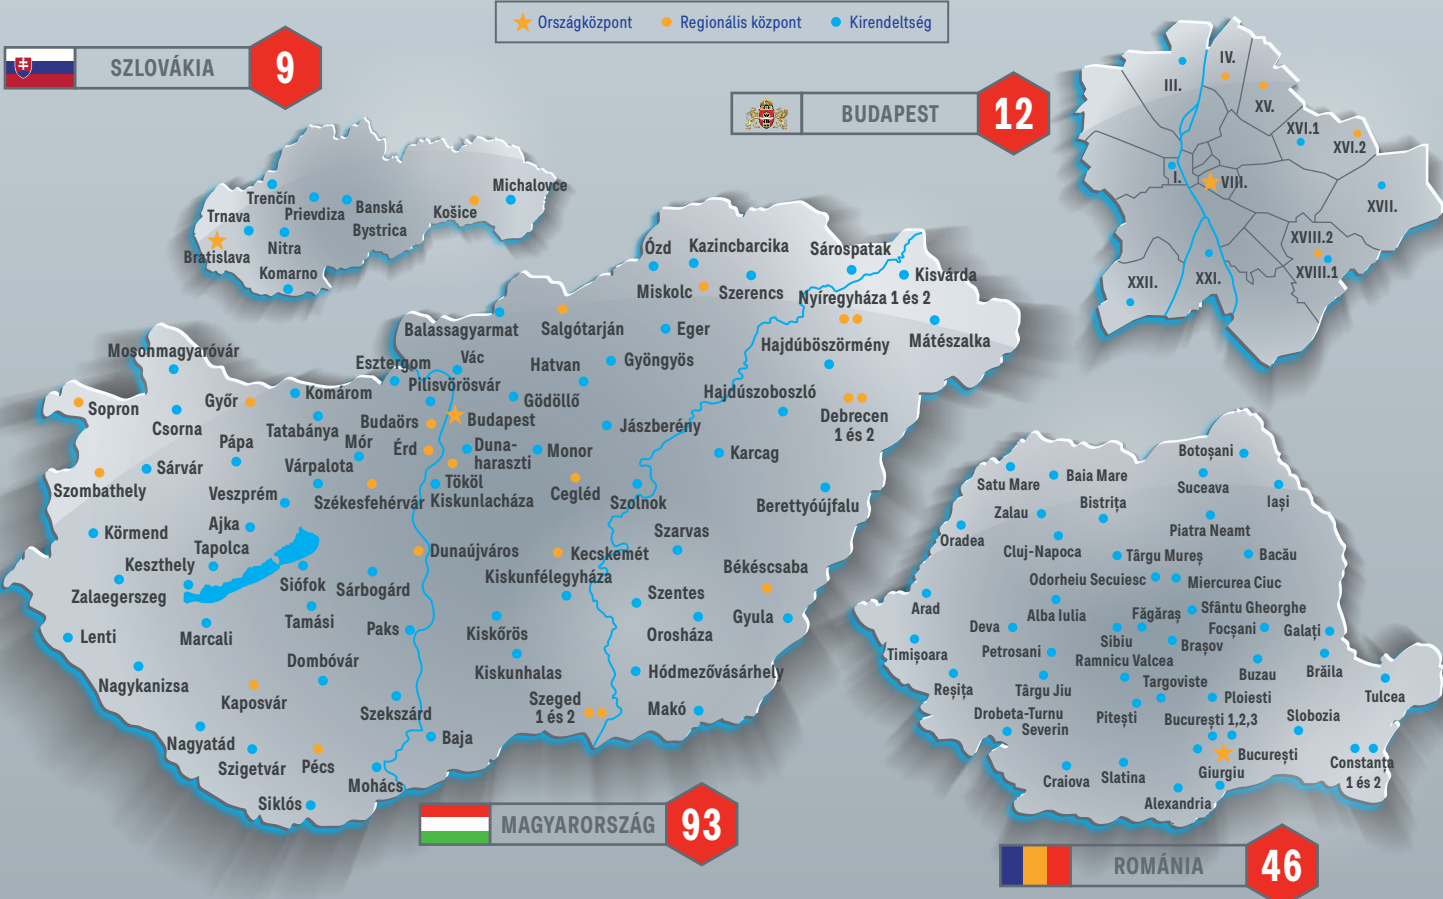 Országközpont
Regionális központ
Kirendeltség
SZLOVÁKIA
9
Trenčín
Prievdiza
Banská
Bystrica
Trnava
Nitra
Bratislava
Komarno
Košice
Michalovce
BUDAPEST
12
III.
IV.
XV.
XVI.1
XVI.2
I.
VIII.
XVII.
XVIII.2
XVIII.1
XXI.
XXII.
Ózd
Kazincbarcika
Sárospatak
Kisvárda
Miskolc
Szerencs
Nyíregyháza 1 és 2
Balassagyarmat
Salgótarján
Eger
Mátészalka
Hajdúböszörmény
Mosonmagyaróvár
Esztergom
Vác
Hatvan
Gyöngyös
Pilisvörösvár
Hajdúszoboszló
Sopron
Győr
Komárom
Gödöllő
Csorna
Tatabánya
Budaörs
Budapest
Jászberény
Debrecen
1 és 2
Pápa
Mór
Érd
Duna-
haraszti
Monor
Karcag
Sárvár
Várpalota
Szombathely
Veszprém
Székesfehérvár
Tököl
Kiskunlacháza
Cegléd
Szolnok
Berettyóújfalu
Körmend
Ajka
Tapolca
Szarvas
Keszthely
Dunaújváros
Kecskemét
Békéscsaba
Zalaegerszeg
Siófok
Sárbogárd
Kiskunfélegyháza
Szentes
Tamási
Gyula
Lenti
Marcali
Paks
Kiskőrös
Orosháza
Dombóvár
Nagykanizsa
Kiskunhalas
Hódmezővásárhely
Kaposvár
Szekszárd
Szeged
1 és 2
Makó
Nagyatád
Baja
Szigetvár
Pécs
Mohács
Siklós
MAGYARORSZÁG
93
Botoșani
Satu Mare
Baia Mare
Suceava
Iași
Zalau
Bistrița
Piatra Neamt
Oradea
Cluj-Napoca
Târgu Mureș
Bacău
Odorheiu Secuiesc
Miercurea Ciuc
Arad
Alba Iulia
Făgăraș
Sfântu Gheorghe
Deva
Sibiu
Focșani
Galați
Timișoara
Petrosani
Brașov
Ramnicu Valcea
Buzau
Brăila
Reșița
Târgu Jiu
Targoviste
Ploiesti
Tulcea
Drobeta-Turnu
Severin
Pitești
București 1,2,3
Slobozia
București
Constanța
1 és 2
Craiova
Slatina
Giurgiu
Alexandria
ROMÁNIA
46